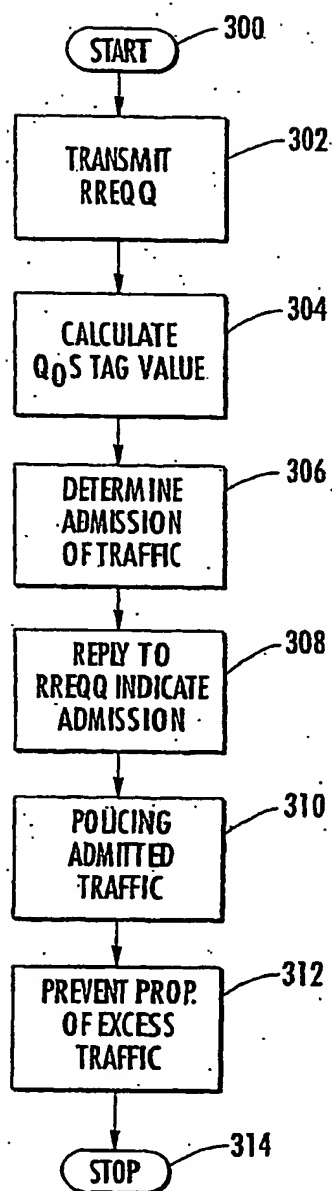 START
300
TRANSMIT
RREQQ
302
CALCULATE
QOS TAG VALUE
304
DETERMINE
ADMISSION
OF TRAFFIC
306
REPLY TO
RREQQ INDICATE
ADMISSION
308
POLICING
ADMITTED
TRAFFIC
310
PREVENT PROP.
OF EXCESS
TRAFFIC
312
STOP
314